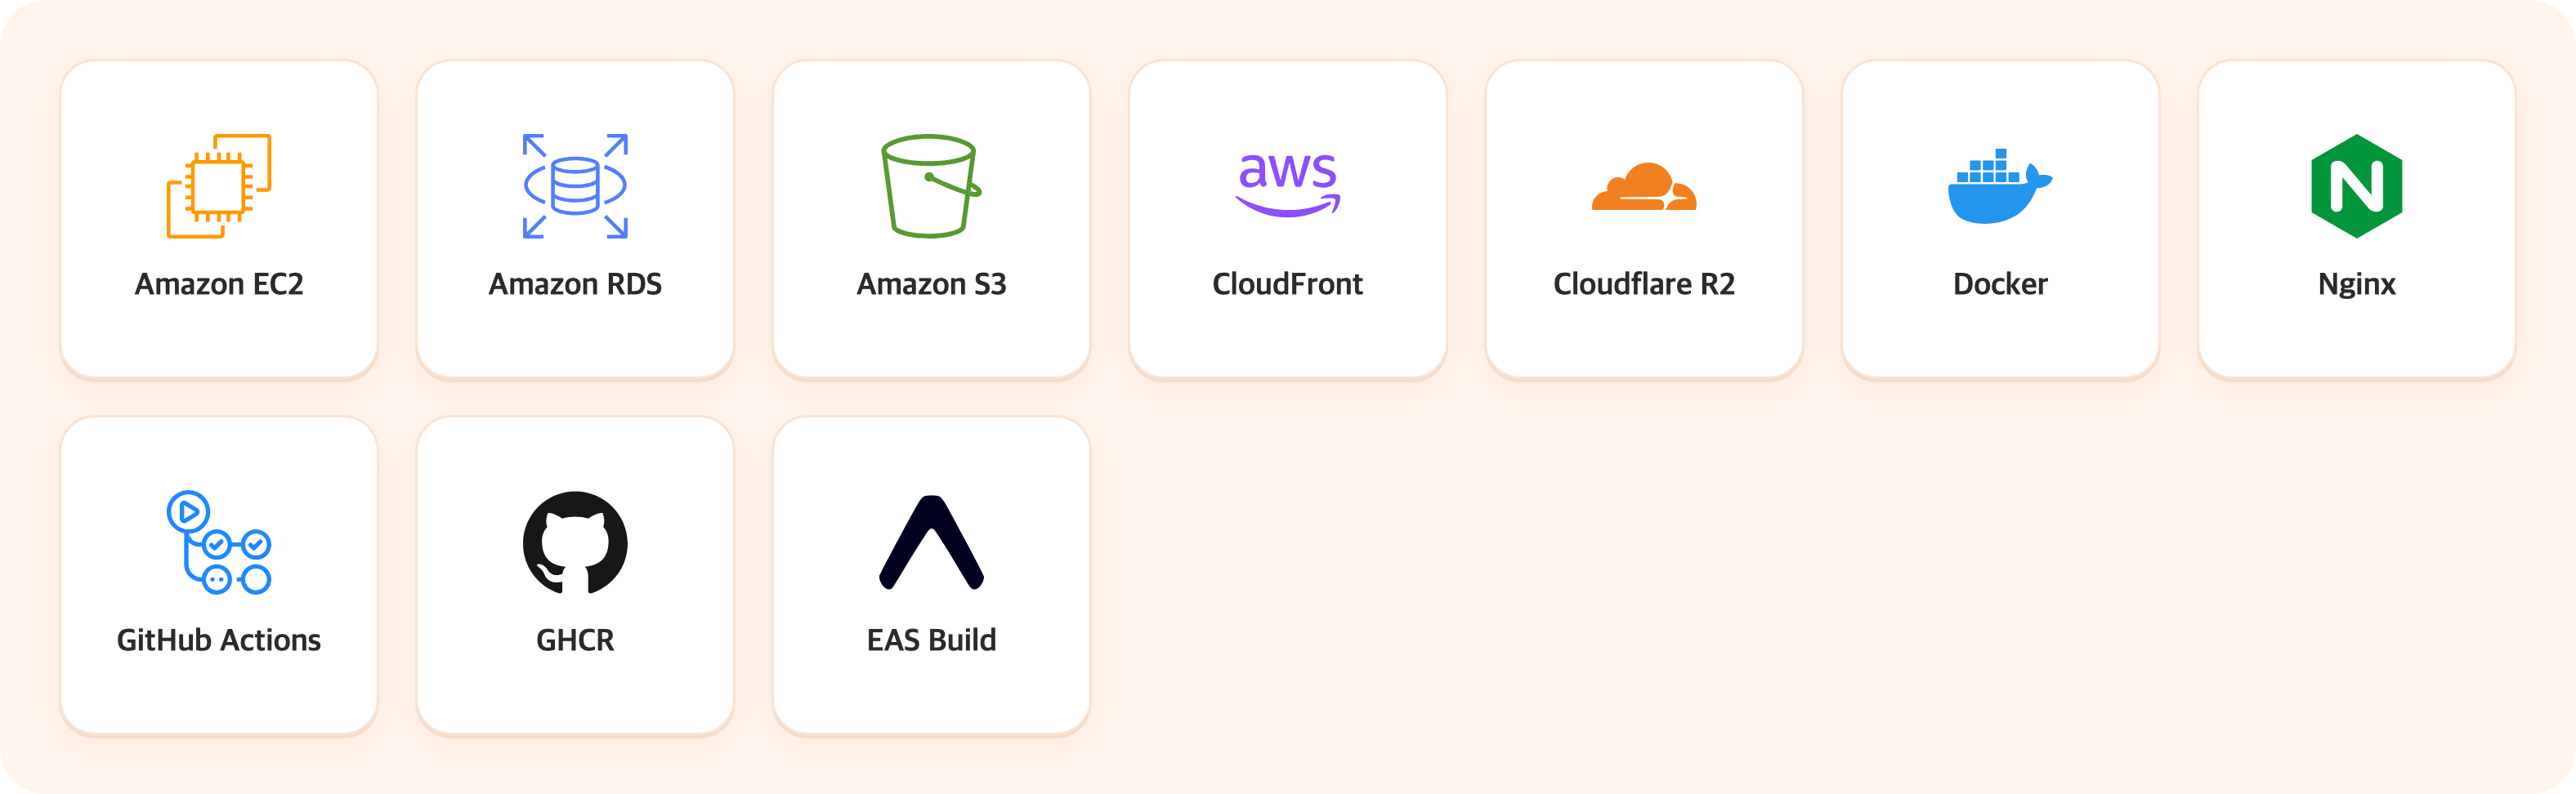 aws
Amazon EC2
Amazon RDS
Amazon S3
CloudFront
Cloudflare R2
Docker
Nginx
GitHub Actions
GHCR
EAS Build